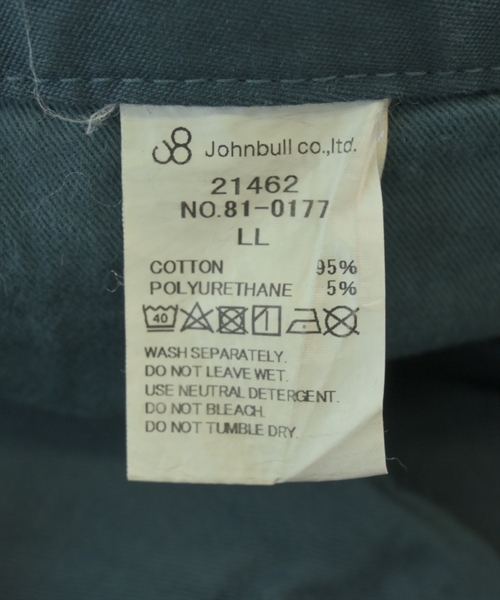 Johnbull co.,ltd.
21462
NO.81-0177
LL
COTTON 95%
POLYURETHANE 5%
40
WASH SEPARATELY.
DO NOT LEAVE WET.
USE NEUTRAL DETERGENT.
DO NOT BLEACH.
DO NOT TUMBLE DRY.